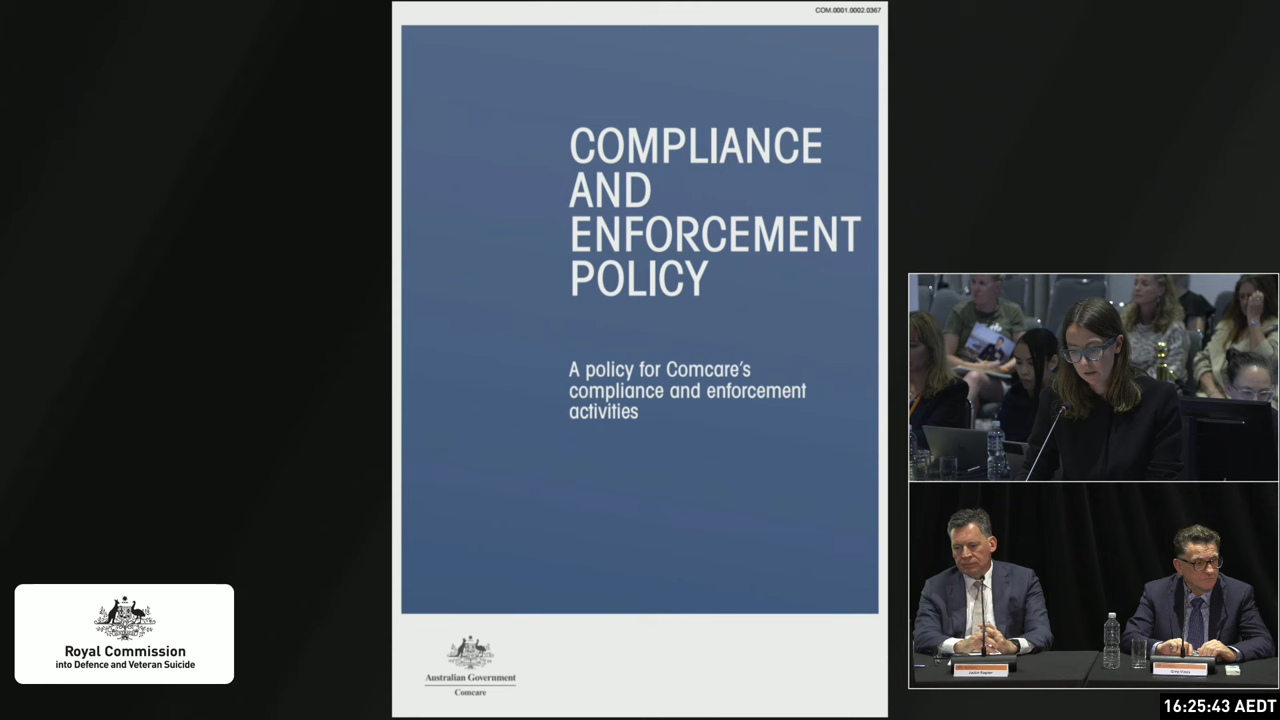 COM.0001.0002.0367
COMPLIANCE
AND
ENFORCEMENT
POLICY
A policy for Comcare's
compliance and enforcement
activities
Australian Government
Comcare
Royal Commission
into Defence and Veteran Suicide
16:25:43 AEDT